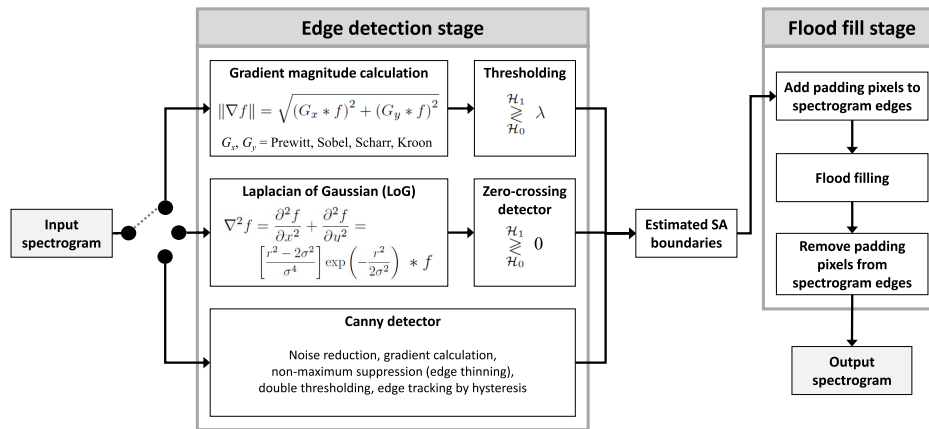 Edge detection stage
Flood fill stage
Gradient magnitude calculation
‖∇f‖ = √((Gₓ ∗ f)² + (G_y ∗ f)²)
Gₓ, G_y = Prewitt, Sobel, Scharr, Kroon
Thresholding
ℋ₁
≷ λ
ℋ₀
Add padding pixels to
spectrogram edges
Input
spectrogram
Laplacian of Gaussian (LoG)
∇²f = ∂²f/∂x² + ∂²f/∂u² =
[(r² − 2σ²)/σ⁴] exp(−r²/2σ²) ∗ f
Zero-crossing
detector
ℋ₁
≷ 0
ℋ₀
Estimated SA
boundaries
Flood filling
Remove padding
pixels from
spectrogram edges
Canny detector
Noise reduction, gradient calculation,
non-maximum suppression (edge thinning),
double thresholding, edge tracking by hysteresis
Output
spectrogram